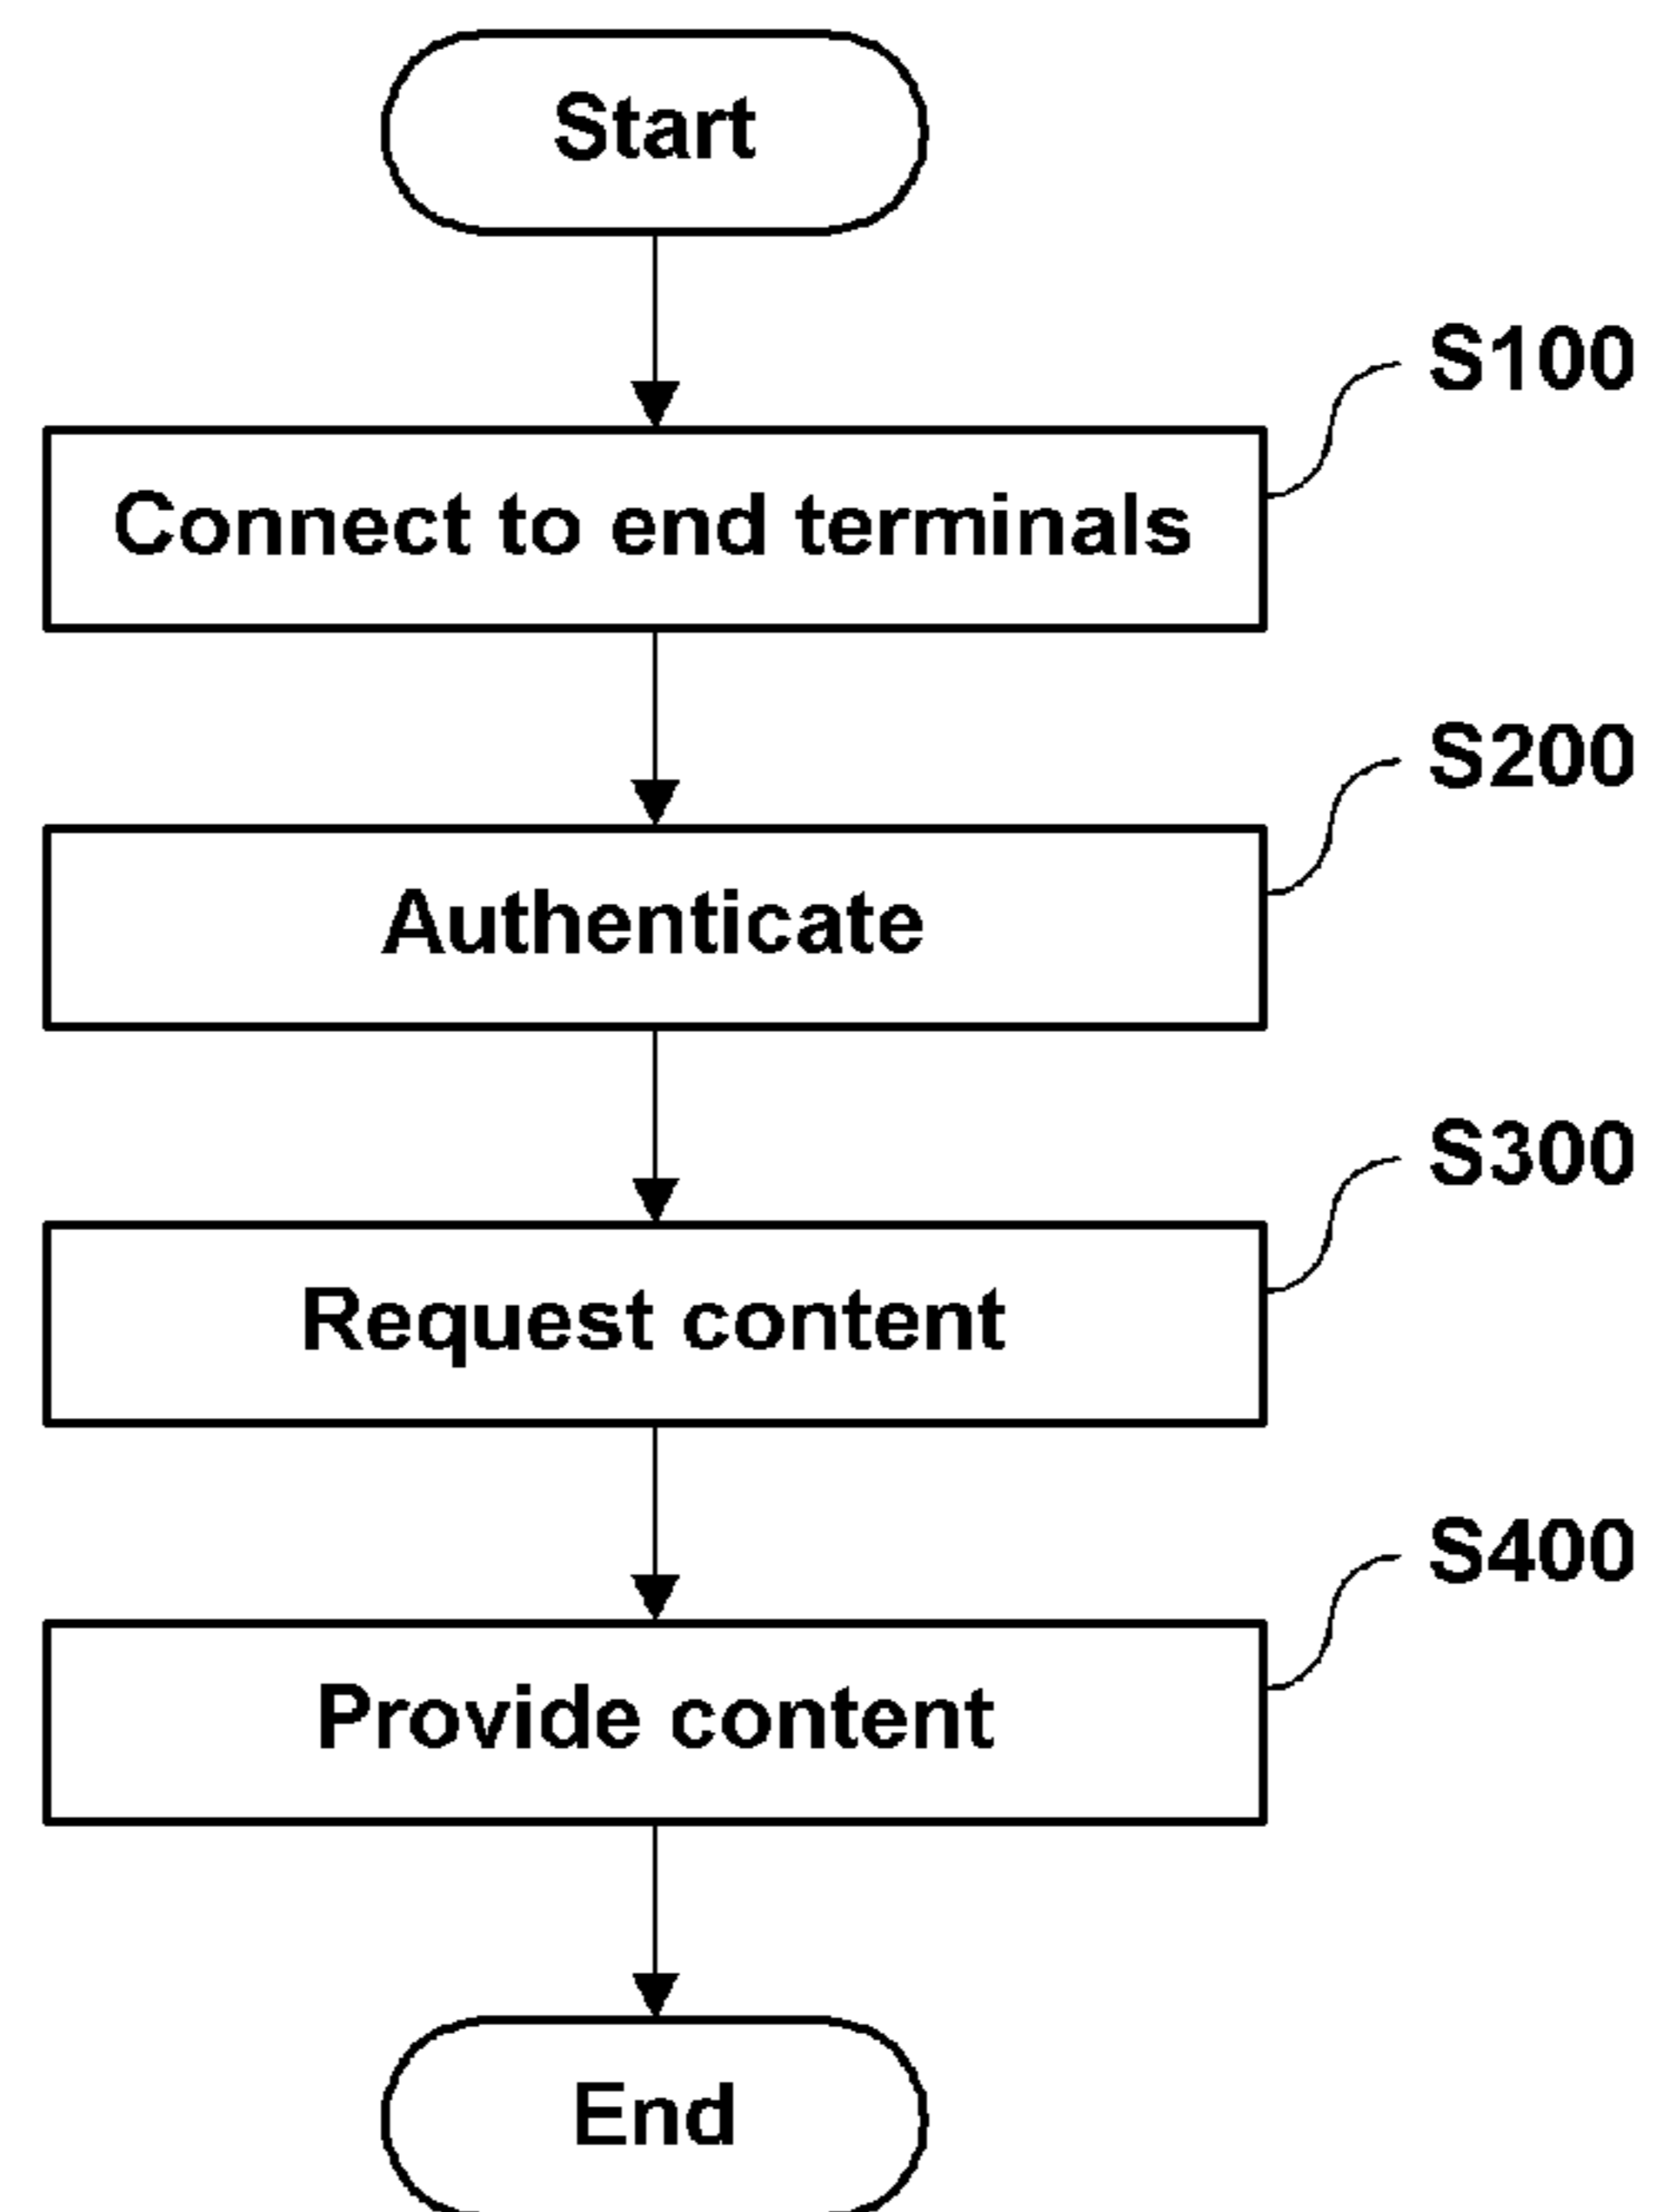 Start
S100
Connect to end terminals
S200
Authenticate
S300
Request content
S400
Provide content
End